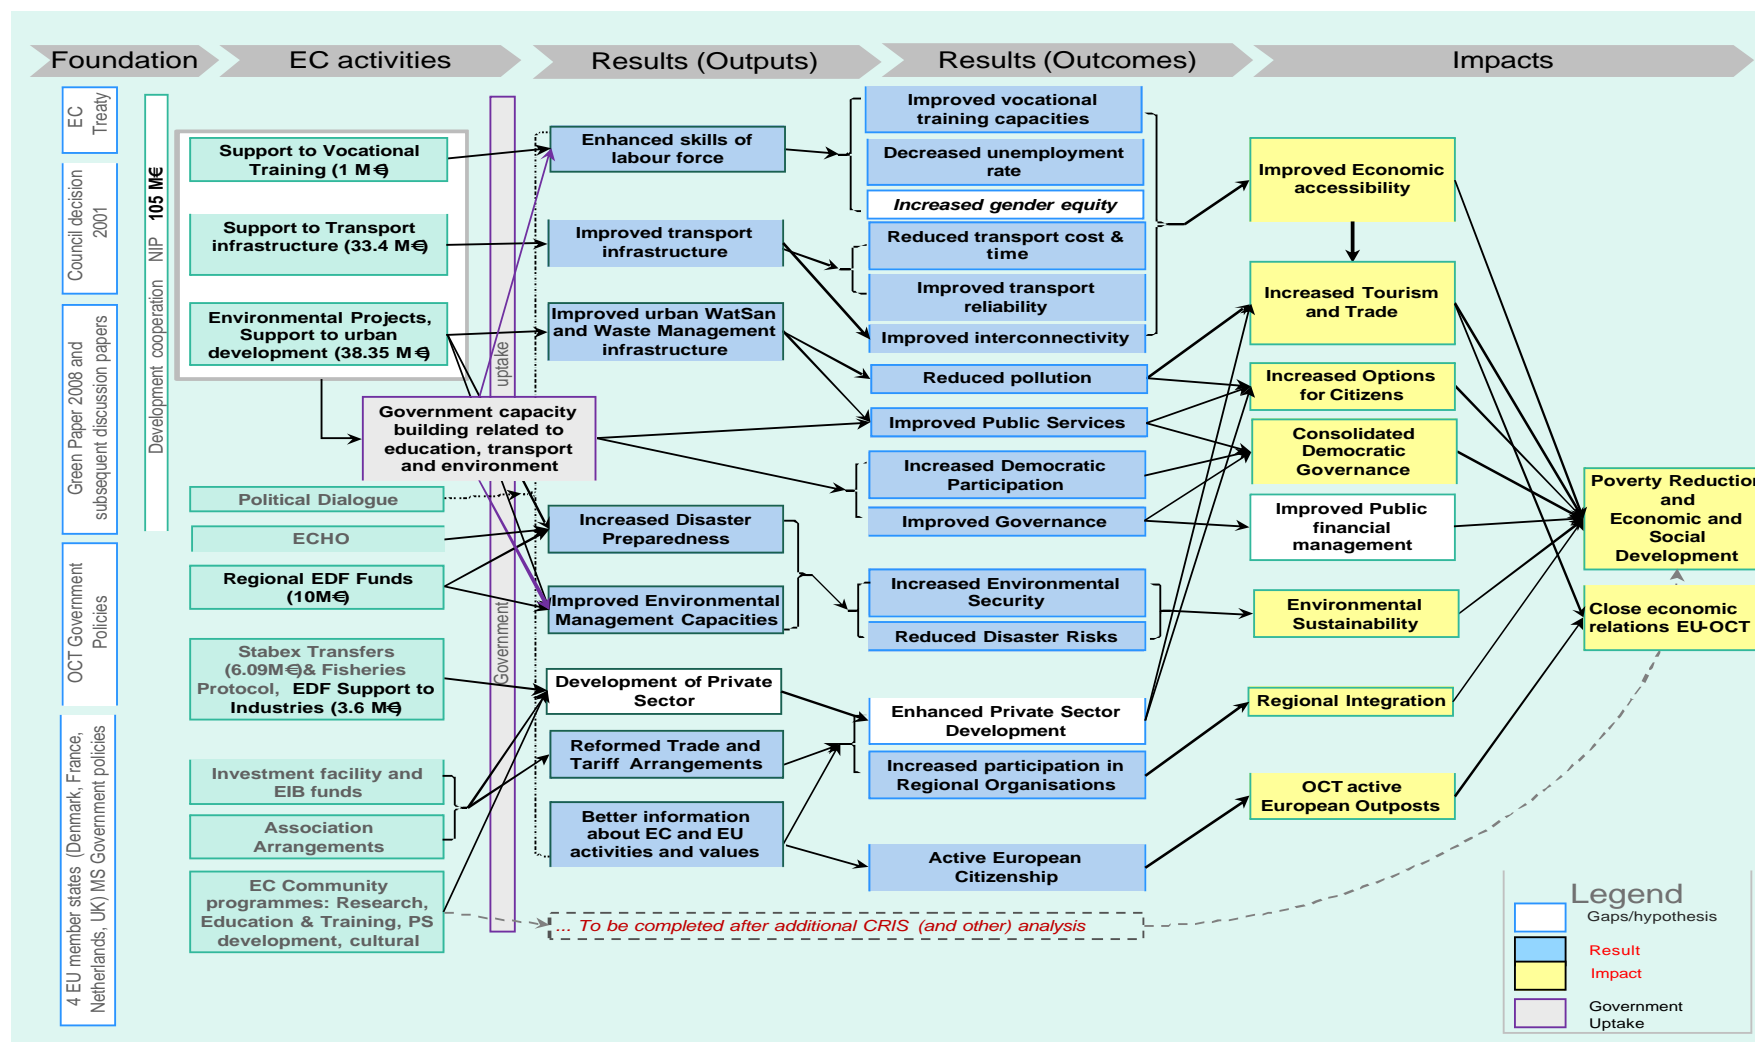 Foundation
EC activities
Results (Outputs)
Results (Outcomes)
Impacts
EC
Treaty
Council decision
2001
Green Paper 2008 and
subsequent discussion papers
OCT Government
Policies
4 EU member states (Denmark, France,
Netherlands, UK) MS Government policies
Development cooperation NIP 105 M€
Support to Vocational
Training (1 M€)
Support to Transport
infrastructure (33.4 M€)
Environmental Projects,
Support to urban
development (38.35 M€)
Government capacity
building related to
education, transport
and environment
Political Dialogue
ECHO
Regional EDF Funds
(10M€)
Stabex Transfers
(6.09M€)& Fisheries
Protocol, EDF Support to
Industries (3.6 M€)
Investment facility and
EIB funds
Association
Arrangements
EC Community
programmes: Research,
Education & Training, PS
development, cultural
Government
uptake
Enhanced skills of
labour force
Improved transport
infrastructure
Improved urban WatSan
and Waste Management
infrastructure
Increased Disaster
Preparedness
Improved Environmental
Management Capacities
Development of Private
Sector
Reformed Trade and
Tariff Arrangements
Better information
about EC and EU
activities and values
... To be completed after additional CRIS (and other) analysis
Improved vocational
training capacities
Decreased unemployment
rate
Increased gender equity
Reduced transport cost &
time
Improved transport
reliability
Improved interconnectivity
Reduced pollution
Improved Public Services
Increased Democratic
Participation
Improved Governance
Increased Environmental
Security
Reduced Disaster Risks
Enhanced Private Sector
Development
Increased participation in
Regional Organisations
Active European
Citizenship
Improved Economic
accessibility
Increased Tourism
and Trade
Increased Options
for Citizens
Consolidated
Democratic
Governance
Improved Public
financial
management
Environmental
Sustainability
Regional Integration
OCT active
European Outposts
Poverty Reduction
and
Economic and
Social
Development
Close economic
relations EU-OCT
Legend
Gaps/hypothesis
Result
Impact
Government
Uptake